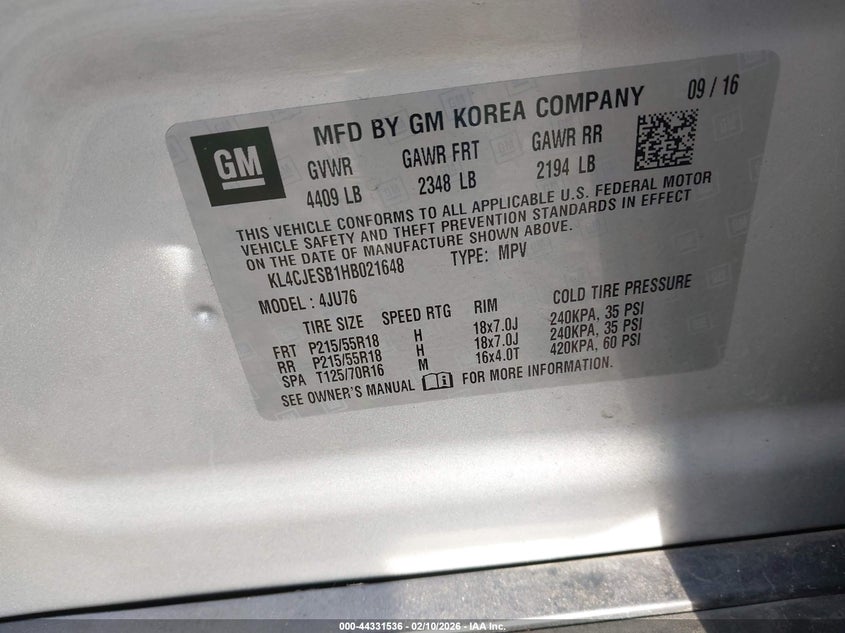 GM
MFD BY GM KOREA COMPANY 09 / 16
GVWR GAWR FRT GAWR RR
4409 LB 2348 LB 2194 LB
THIS VEHICLE CONFORMS TO ALL APPLICABLE U.S. FEDERAL MOTOR
VEHICLE SAFETY AND THEFT PREVENTION STANDARDS IN EFFECT
ON THE DATE OF MANUFACTURE SHOWN ABOVE.
KL4CJESB1HB021648 TYPE: MPV
MODEL : 4JU76
TIRE SIZE SPEED RTG RIM COLD TIRE PRESSURE
FRT P215/55R18 H 18x7.0J 240KPA, 35 PSI
RR P215/55R18 H 18x7.0J 240KPA, 35 PSI
SPA T125/70R16 M 16x4.0T 420KPA, 60 PSI
SEE OWNER'S MANUAL FOR MORE INFORMATION.
000-44331536 - 02/10/2026 - IAA Inc.